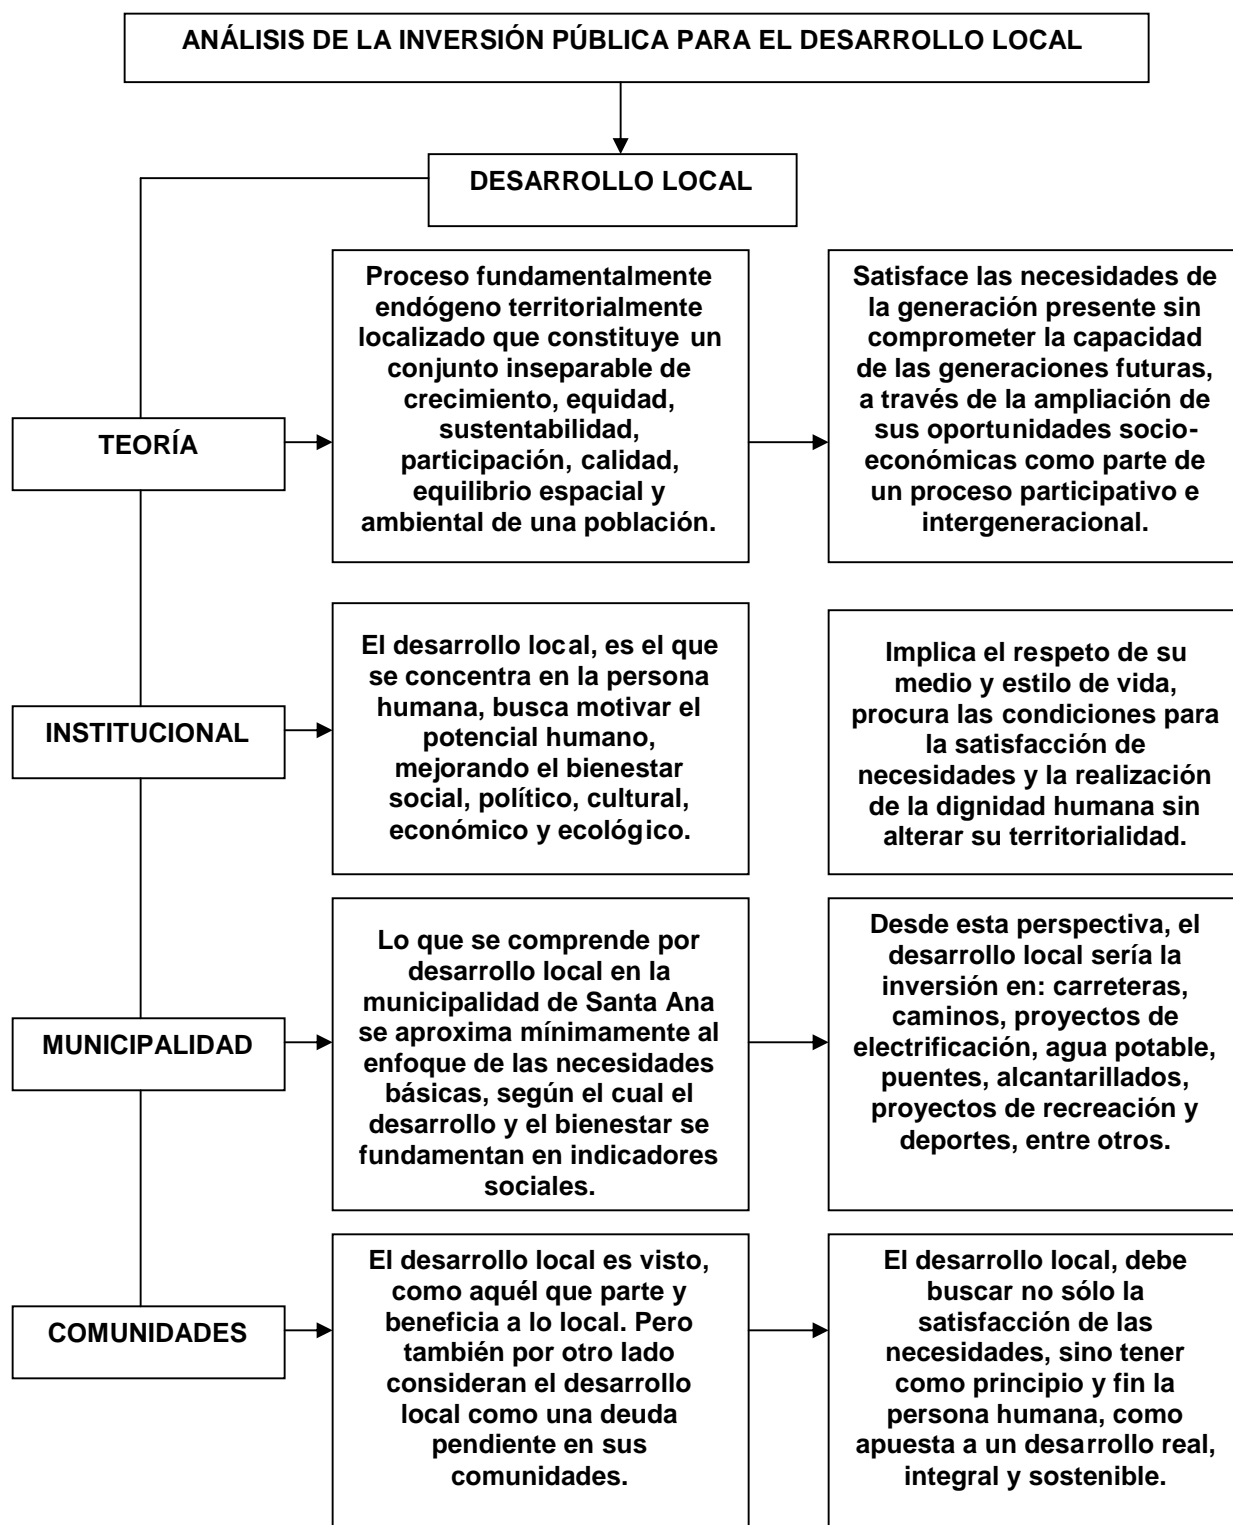 ANÁLISIS DE LA INVERSIÓN PÚBLICA PARA EL DESARROLLO LOCAL
DESARROLLO LOCAL
TEORÍA
Proceso fundamentalmente
endógeno territorialmente
localizado que constituye un
conjunto inseparable de
crecimiento, equidad,
sustentabilidad,
participación, calidad,
equilibrio espacial y
ambiental de una población.
Satisface las necesidades de
la generación presente sin
comprometer la capacidad
de las generaciones futuras,
a través de la ampliación de
sus oportunidades socio-
económicas como parte de
un proceso participativo e
intergeneracional.
INSTITUCIONAL
El desarrollo local, es el que
se concentra en la persona
humana, busca motivar el
potencial humano,
mejorando el bienestar
social, político, cultural,
económico y ecológico.
Implica el respeto de su
medio y estilo de vida,
procura las condiciones para
la satisfacción de
necesidades y la realización
de la dignidad humana sin
alterar su territorialidad.
MUNICIPALIDAD
Lo que se comprende por
desarrollo local en la
municipalidad de Santa Ana
se aproxima mínimamente al
enfoque de las necesidades
básicas, según el cual el
desarrollo y el bienestar se
fundamentan en indicadores
sociales.
Desde esta perspectiva, el
desarrollo local sería la
inversión en: carreteras,
caminos, proyectos de
electrificación, agua potable,
puentes, alcantarillados,
proyectos de recreación y
deportes, entre otros.
COMUNIDADES
El desarrollo local es visto,
como aquél que parte y
beneficia a lo local. Pero
también por otro lado
consideran el desarrollo
local como una deuda
pendiente en sus
comunidades.
El desarrollo local, debe
buscar no sólo la
satisfacción de las
necesidades, sino tener
como principio y fin la
persona humana, como
apuesta a un desarrollo real,
integral y sostenible.